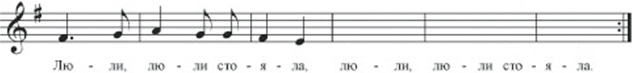 Лю - ли, лю - ли сто - я - ла, лю - ли, лю - ли сто - я - ла.